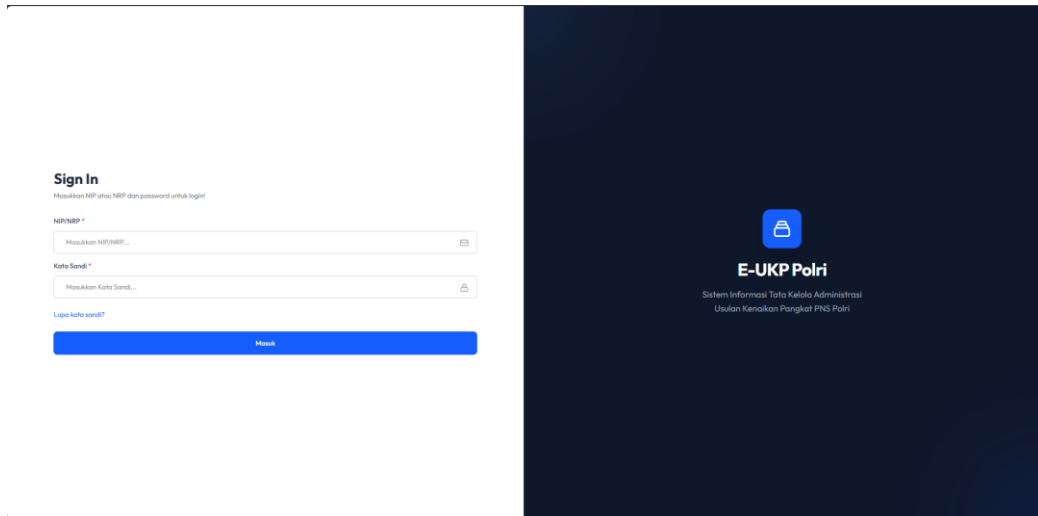 Sign In
Masukkan NIP atau NRP dan password untuk login!
NIP/NRP *
Masukkan NIP/NRP...
Kata Sandi *
Masukkan Kata Sandi...
Lupa kata sandi?
Masuk
E-UKP Polri
Sistem Informasi Tata Kelola Administrasi
Usulan Kenaikan Pangkat PNS Polri